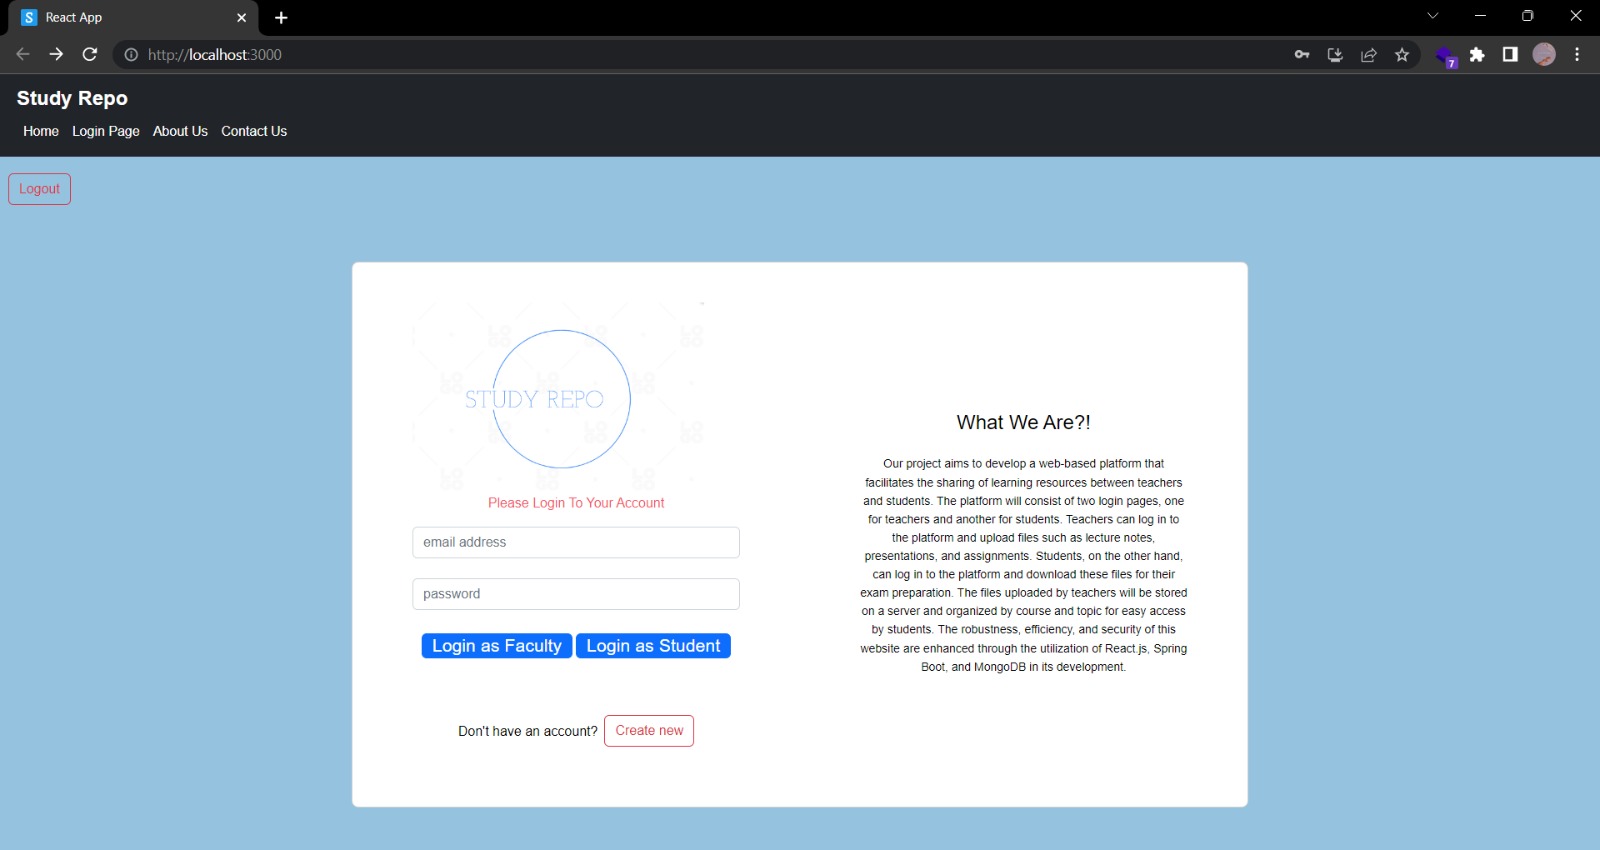 React App
http://localhost:3000
7
Study Repo
Home Login Page About Us Contact Us
Logout
STUDY REPO
Please Login To Your Account
email address
password
Login as Faculty Login as Student
Don't have an account? Create new
What We Are?!
Our project aims to develop a web-based platform that
facilitates the sharing of learning resources between teachers
and students. The platform will consist of two login pages, one
for teachers and another for students. Teachers can log in to
the platform and upload files such as lecture notes,
presentations, and assignments. Students, on the other hand,
can log in to the platform and download these files for their
exam preparation. The files uploaded by teachers will be stored
on a server and organized by course and topic for easy access
by students. The robustness, efficiency, and security of this
website are enhanced through the utilization of React.js, Spring
Boot, and MongoDB in its development.